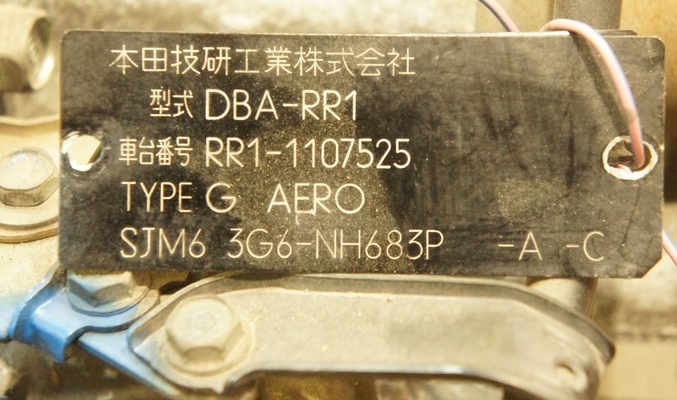 本田技研工業株式会社
型式 DBA-RR1
車台番号 RR1-1107525
TYPE G AERO
SJM6 3G6-NH683P -A -C